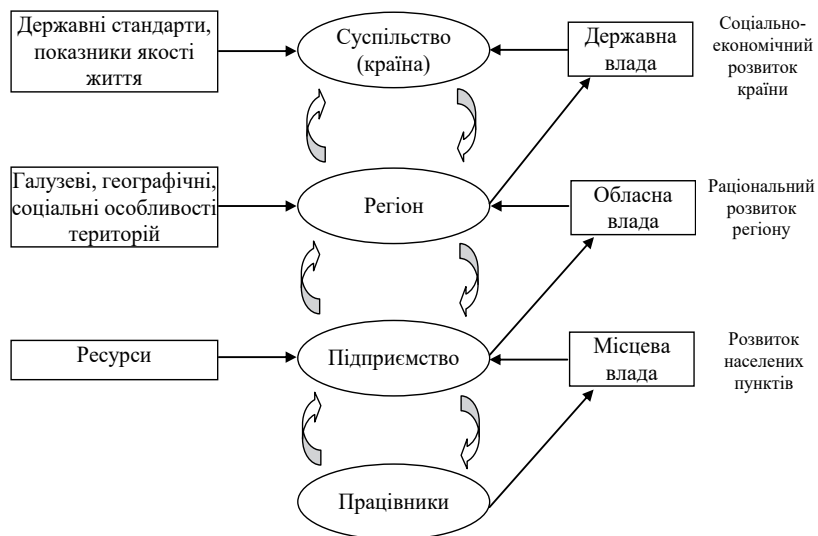 Державні стандарти,
показники якості
життя
Суспільство
(країна)
Державна
влада
Соціально-
економічний
розвиток
країни
Галузеві, географічні,
соціальні особливості
територій
Регіон
Обласна
влада
Раціональний
розвиток
регіону
Ресурси
Підприємство
Місцева
влада
Розвиток
населених
пунктів
Працівники